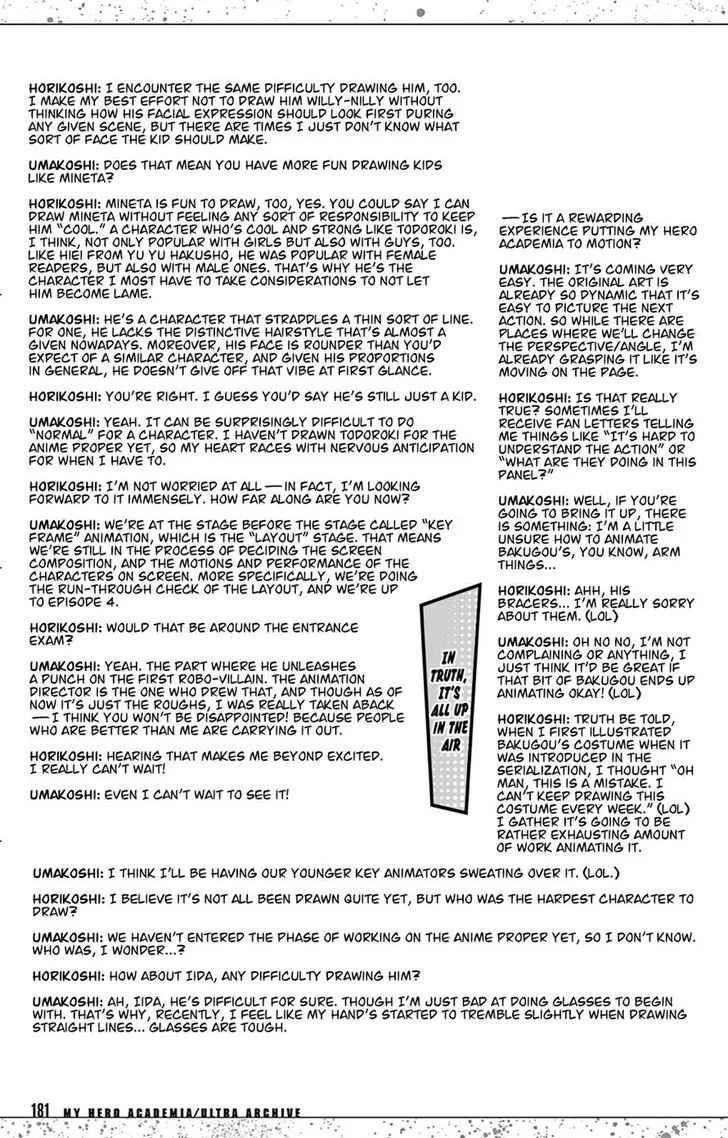 HORIKOSHI: I ENCOUNTER THE SAME DIFFICULTY DRAWING HIM, TOO.
I MAKE MY BEST EFFORT NOT TO DRAW HIM WILLY-NILLY WITHOUT
THINKING HOW HIS FACIAL EXPRESSION SHOULD LOOK FIRST DURING
ANY GIVEN SCENE, BUT THERE ARE TIMES I JUST DON'T KNOW WHAT
SORT OF FACE THE KID SHOULD MAKE.
UMAKOSHI: DOES THAT MEAN YOU HAVE MORE FUN DRAWING KIDS
LIKE MINETA?
HORIKOSHI: MINETA IS FUN TO DRAW, TOO, YES. YOU COULD SAY I CAN
DRAW MINETA WITHOUT FEELING ANY SORT OF RESPONSIBILITY TO KEEP
HIM "COOL." A CHARACTER WHO'S COOL AND STRONG LIKE TODOROKI IS,
I THINK, NOT ONLY POPULAR WITH GIRLS BUT ALSO WITH GUYS, TOO.
LIKE HIEI FROM YU YU HAKUSHO, HE WAS POPULAR WITH FEMALE
READERS, BUT ALSO WITH MALE ONES. THAT'S WHY HE'S THE
CHARACTER I MOST HAVE TO TAKE CONSIDERATIONS TO NOT LET
HIM BECOME LAME.
UMAKOSHI: HE'S A CHARACTER THAT STRADDLES A THIN SORT OF LINE.
FOR ONE, HE LACKS THE DISTINCTIVE HAIRSTYLE THAT'S ALMOST A
GIVEN NOWADAYS. MOREOVER, HIS FACE IS ROUNDER THAN YOU'D
EXPECT OF A SIMILAR CHARACTER, AND GIVEN HIS PROPORTIONS
IN GENERAL, HE DOESN'T GIVE OFF THAT VIBE AT FIRST GLANCE.
HORIKOSHI: YOU'RE RIGHT. I GUESS YOU'D SAY HE'S STILL JUST A KID.
UMAKOSHI: YEAH. IT CAN BE SURPRISINGLY DIFFICULT TO DO
"NORMAL" FOR A CHARACTER. I HAVEN'T DRAWN TODOROKI FOR THE
ANIME PROPER YET, SO MY HEART RACES WITH NERVOUS ANTICIPATION
FOR WHEN I HAVE TO.
HORIKOSHI: I'M NOT WORRIED AT ALL—IN FACT, I'M LOOKING
FORWARD TO IT IMMENSELY. HOW FAR ALONG ARE YOU NOW?
UMAKOSHI: WE'RE AT THE STAGE BEFORE THE STAGE CALLED "KEY
FRAME" ANIMATION, WHICH IS THE "LAYOUT" STAGE. THAT MEANS
WE'RE STILL IN THE PROCESS OF DECIDING THE SCREEN
COMPOSITION, AND THE MOTIONS AND PERFORMANCE OF THE
CHARACTERS ON SCREEN. MORE SPECIFICALLY, WE'RE DOING
THE RUN-THROUGH CHECK OF THE LAYOUT, AND WE'RE UP
TO EPISODE 4.
HORIKOSHI: WOULD THAT BE AROUND THE ENTRANCE
EXAM?
UMAKOSHI: YEAH. THE PART WHERE HE UNLEASHES
A PUNCH ON THE FIRST ROBO-VILLAIN. THE ANIMATION
DIRECTOR IS THE ONE WHO DREW THAT, AND THOUGH AS OF
NOW IT'S JUST THE ROUGHS, I WAS REALLY TAKEN ABACK
—I THINK YOU WON'T BE DISAPPOINTED! BECAUSE PEOPLE
WHO ARE BETTER THAN ME ARE CARRYING IT OUT.
HORIKOSHI: HEARING THAT MAKES ME BEYOND EXCITED.
I REALLY CAN'T WAIT!
UMAKOSHI: EVEN I CAN'T WAIT TO SEE IT!
IN
TRUTH,
IT'S
ALL UP
IN THE
AIR
—IS IT A REWARDING
EXPERIENCE PUTTING MY HERO
ACADEMIA TO MOTION?
UMAKOSHI: IT'S COMING VERY
EASY. THE ORIGINAL ART IS
ALREADY SO DYNAMIC THAT IT'S
EASY TO PICTURE THE NEXT
ACTION. SO WHILE THERE ARE
PLACES WHERE WE'LL CHANGE
THE PERSPECTIVE/ANGLE, I'M
ALREADY GRASPING IT LIKE IT'S
MOVING ON THE PAGE.
HORIKOSHI: IS THAT REALLY
TRUE? SOMETIMES I'LL
RECEIVE FAN LETTERS TELLING
ME THINGS LIKE "IT'S HARD TO
UNDERSTAND THE ACTION" OR
"WHAT ARE THEY DOING IN THIS
PANEL?"
UMAKOSHI: WELL, IF YOU'RE
GOING TO BRING IT UP, THERE
IS SOMETHING: I'M A LITTLE
UNSURE HOW TO ANIMATE
BAKUGOU'S, YOU KNOW, ARM
THINGS...
HORIKOSHI: AHH, HIS
BRACERS... I'M REALLY SORRY
ABOUT THEM. (LOL)
UMAKOSHI: OH NO NO, I'M NOT
COMPLAINING OR ANYTHING, I
JUST THINK IT'D BE GREAT IF
THAT BIT OF BAKUGOU ENDS UP
ANIMATING OKAY! (LOL)
HORIKOSHI: TRUTH BE TOLD,
WHEN I FIRST ILLUSTRATED
BAKUGOU'S COSTUME WHEN IT
WAS INTRODUCED IN THE
SERIALIZATION, I THOUGHT "OH
MAN, THIS IS A MISTAKE. I
CAN'T KEEP DRAWING THIS
COSTUME EVERY WEEK." (LOL)
I GATHER IT'S GOING TO BE
RATHER EXHAUSTING AMOUNT
OF WORK ANIMATING IT.
UMAKOSHI: I THINK I'LL BE HAVING OUR YOUNGER KEY ANIMATORS SWEATING OVER IT. (LOL.)
HORIKOSHI: I BELIEVE IT'S NOT ALL BEEN DRAWN QUITE YET, BUT WHO WAS THE HARDEST CHARACTER TO
DRAW?
UMAKOSHI: WE HAVEN'T ENTERED THE PHASE OF WORKING ON THE ANIME PROPER YET, SO I DON'T KNOW.
WHO WAS, I WONDER...?
HORIKOSHI: HOW ABOUT IIDA, ANY DIFFICULTY DRAWING HIM?
UMAKOSHI: AH, IIDA, HE'S DIFFICULT FOR SURE. THOUGH I'M JUST BAD AT DOING GLASSES TO BEGIN
WITH. THAT'S WHY, RECENTLY, I FEEL LIKE MY HAND'S STARTED TO TREMBLE SLIGHTLY WHEN DRAWING
STRAIGHT LINES... GLASSES ARE TOUGH.
181 MY HERO ACADEMIA/ULTRA ARCHIVE